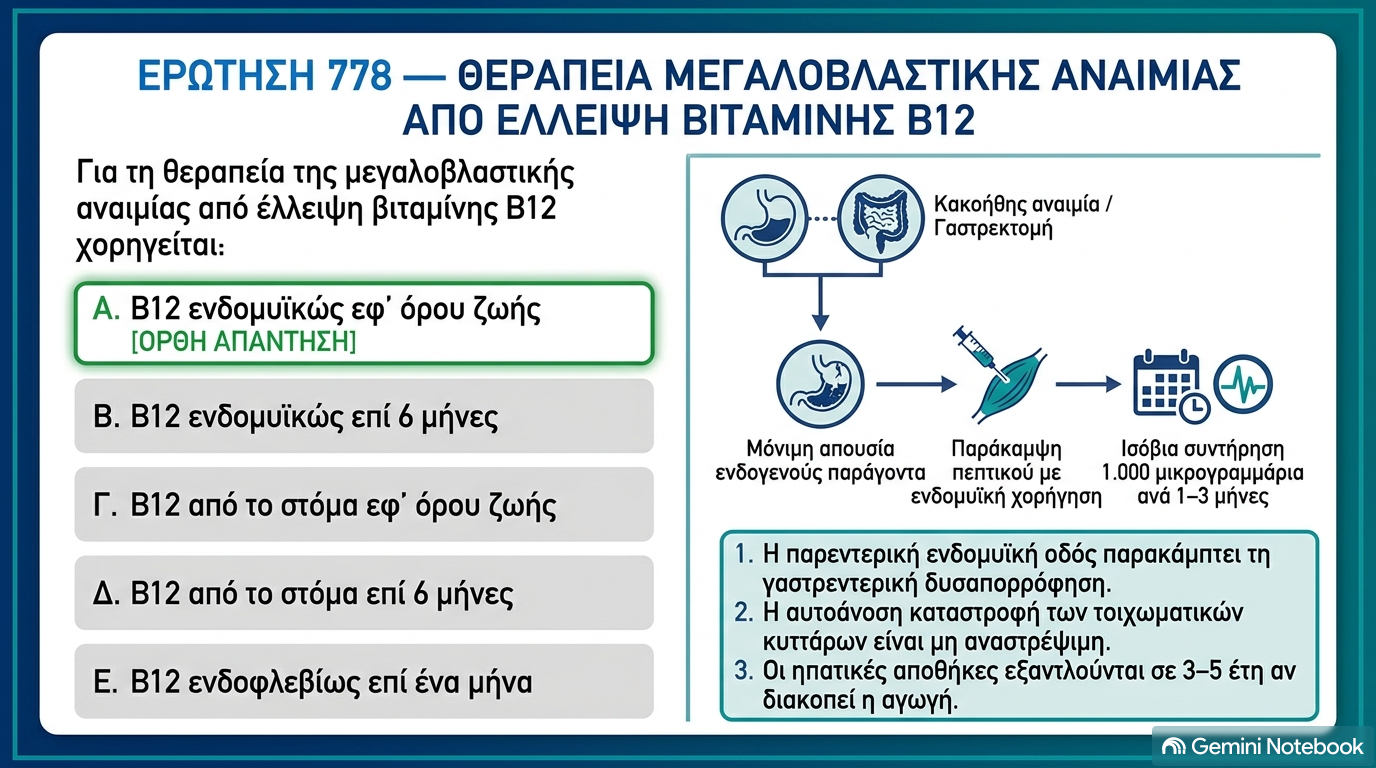 ΕΡΩΤΗΣΗ 778 — ΘΕΡΑΠΕΙΑ ΜΕΓΑΛΟΒΛΑΣΤΙΚΗΣ ΑΝΑΙΜΙΑΣ
ΑΠΟ ΕΛΛΕΙΨΗ ΒΙΤΑΜΙΝΗΣ Β12
Για τη θεραπεία της μεγαλοβλαστικής
αναιμίας από έλλειψη βιταμίνης Β12
χορηγείται:
Α. Β12 ενδομυϊκώς εφ' όρου ζωής
[ΟΡΘΗ ΑΠΑΝΤΗΣΗ]
Β. Β12 ενδομυϊκώς επί 6 μήνες
Γ. Β12 από το στόμα εφ' όρου ζωής
Δ. Β12 από το στόμα επί 6 μήνες
Ε. Β12 ενδοφλεβίως επί ένα μήνα
Κακοήθης αναιμία /
Γαστρεκτομή
Μόνιμη απουσία
ενδογενούς παράγοντα
Παράκαμψη
πεπτικού με
ενδομυϊκή χορήγηση
Ισόβια συντήρηση
1.000 μικρογραμμάρια
ανά 1–3 μήνες
1. Η παρεντερική ενδομυϊκή οδός παρακάμπτει τη
γαστρεντερική δυσαπορρόφηση.
2. Η αυτοάνοση καταστροφή των τοιχωματικών
κυττάρων είναι μη αναστρέψιμη.
3. Οι ηπατικές αποθήκες εξαντλούνται σε 3–5 έτη αν
διακοπεί η αγωγή.
Gemini Notebook